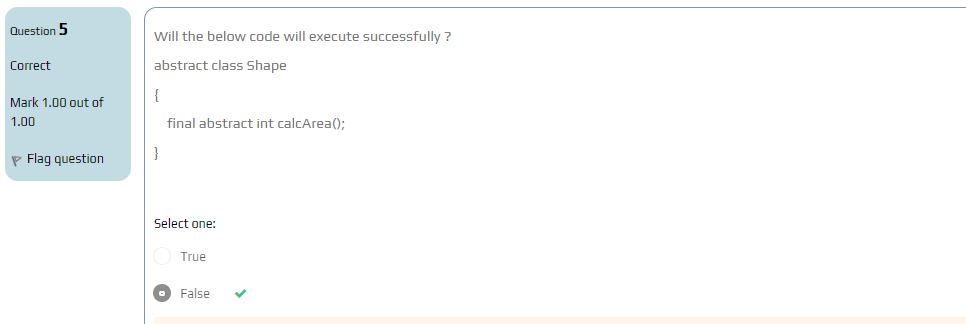 Question 5
Correct
Mark 1.00 out of
1.00
Flag question
Will the below code will execute successfully ?
abstract class Shape
{
final abstract int calcArea();
}
Select one:
True
False